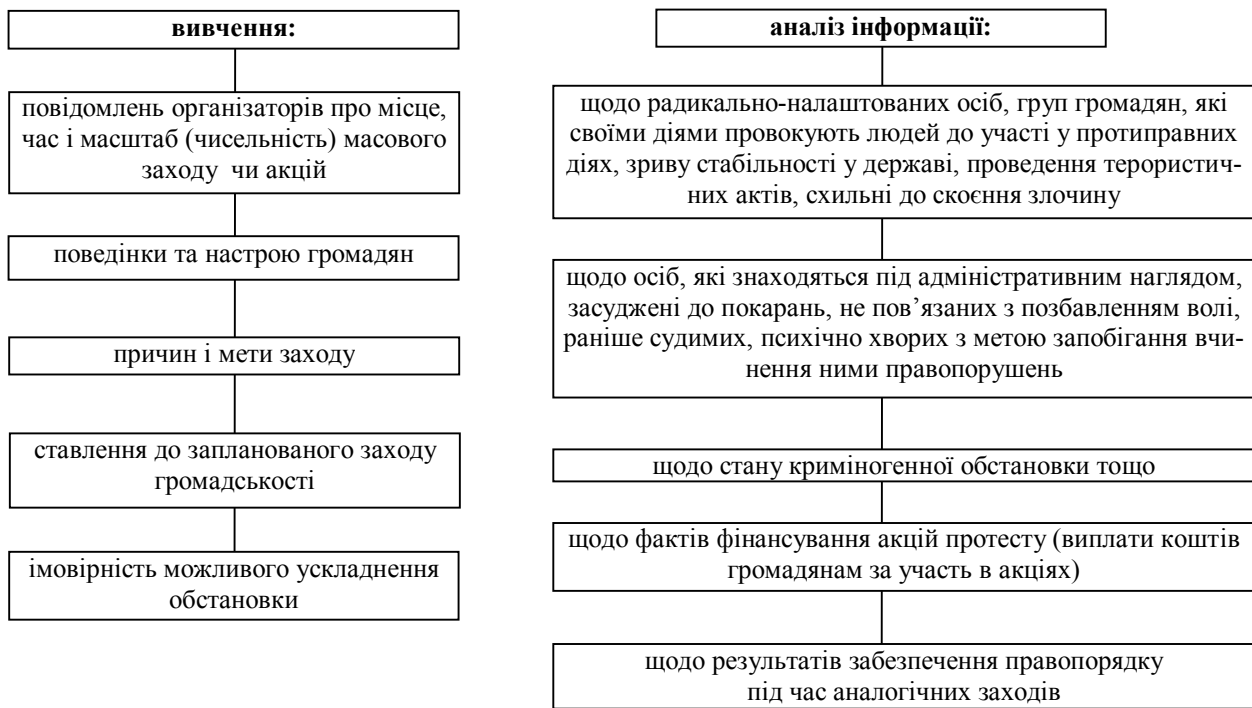 вивчення:
повідомлень організаторів про місце,
час і масштаб (чисельність) масового
заходу чи акцій
поведінки та настрою громадян
причин і мети заходу
ставлення до запланованого заходу
громадськості
імовірність можливого ускладнення
обстановки
аналіз інформації:
щодо радикально-налаштованих осіб, груп громадян, які
своїми діями провокують людей до участі у протиправних
діях, зриву стабільності у державі, проведення терористич-
них актів, схильні до скоєння злочину
щодо осіб, які знаходяться під адміністративним наглядом,
засуджені до покарань, не пов’язаних з позбавленням волі,
раніше судимих, психічно хворих з метою запобігання вчи-
нення ними правопорушень
щодо стану криміногенної обстановки тощо
щодо фактів фінансування акцій протесту (виплати коштів
громадянам за участь в акціях)
щодо результатів забезпечення правопорядку
під час аналогічних заходів